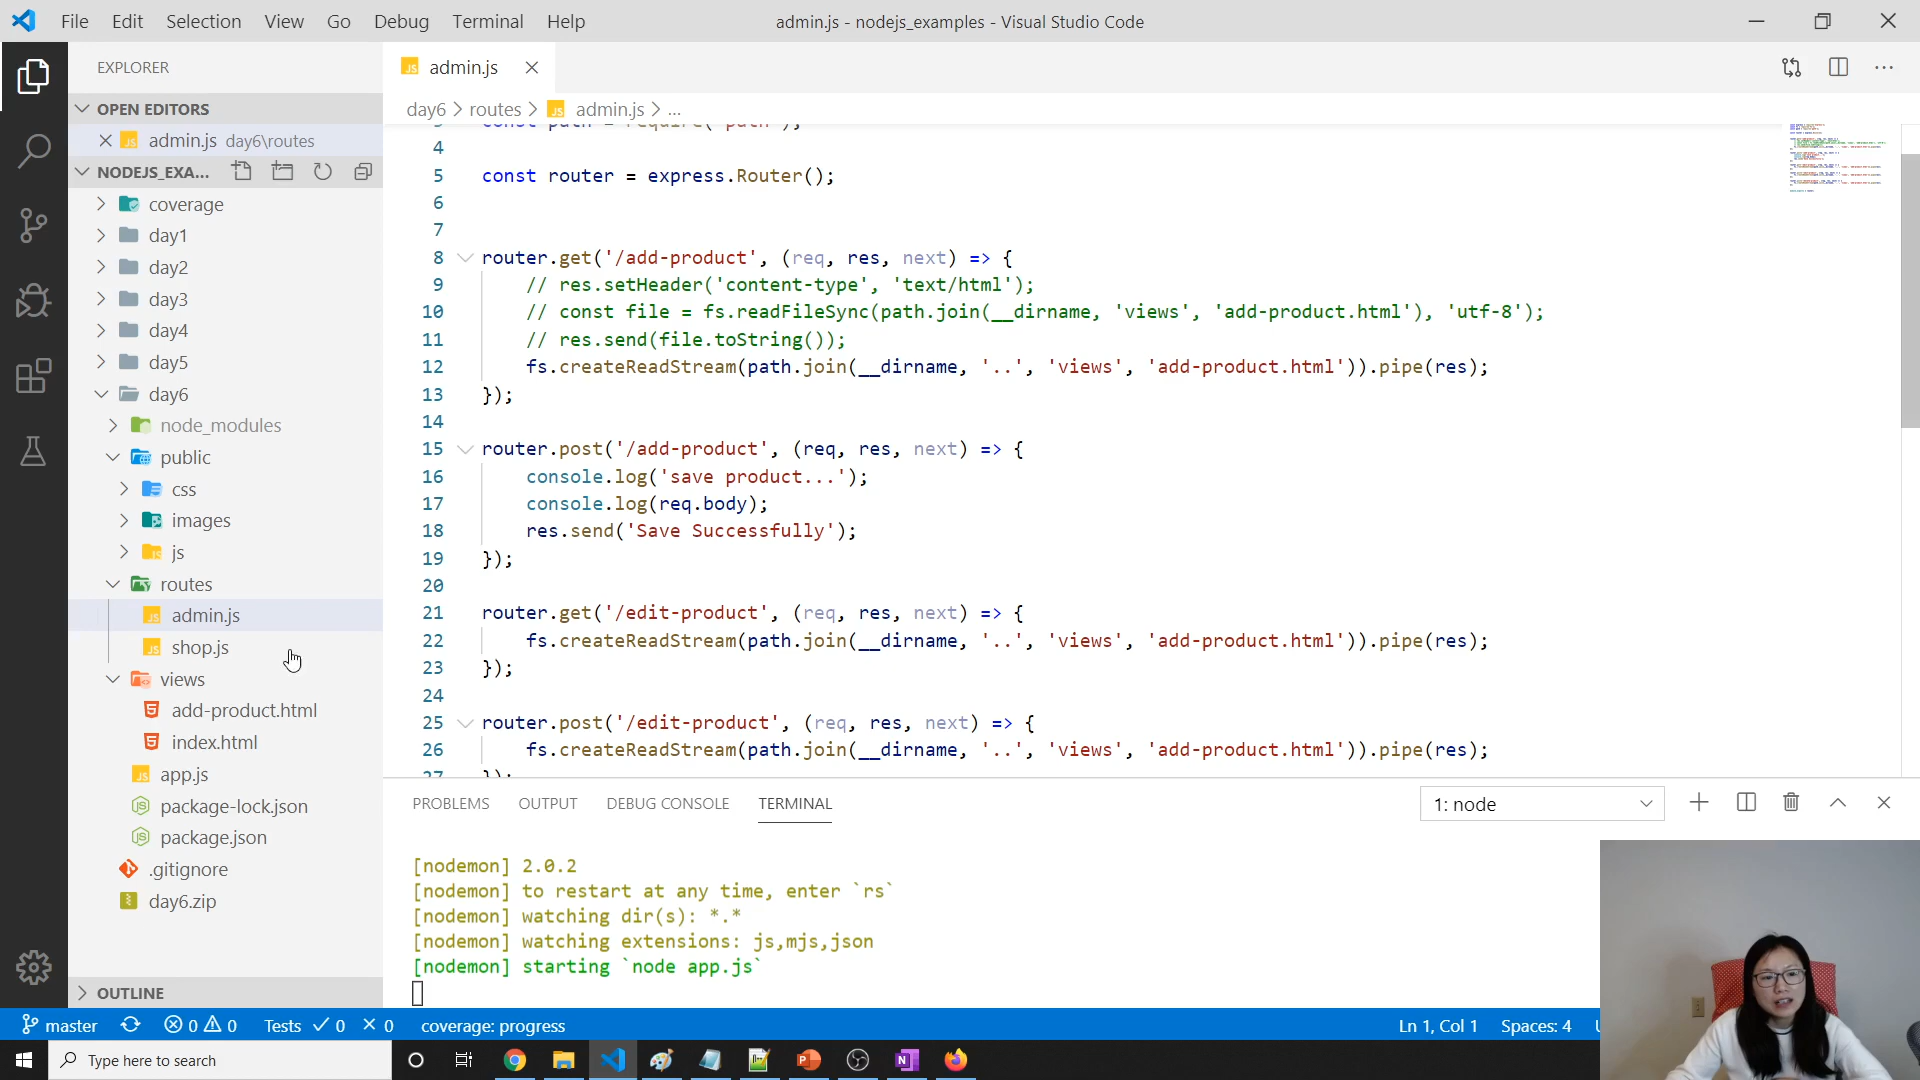 File Edit Selection View Go Debug Terminal Help
admin.js - nodejs_examples - Visual Studio Code
EXPLORER
OPEN EDITORS
admin.js day6\routes
NODEJS_EXA...
coverage
day1
day2
day3
day4
day5
day6
node_modules
public
css
images
js
routes
admin.js
shop.js
views
add-product.html
index.html
app.js
package-lock.json
package.json
.gitignore
day6.zip
OUTLINE
admin.js
day6 > routes > admin.js > ...
3 const path = require('path');
4
5 const router = express.Router();
6
7
8 router.get('/add-product', (req, res, next) => {
9 // res.setHeader('content-type', 'text/html');
10 // const file = fs.readFileSync(path.join(__dirname, 'views', 'add-product.html'), 'utf-8');
11 // res.send(file.toString());
12 fs.createReadStream(path.join(__dirname, '..', 'views', 'add-product.html')).pipe(res);
13 });
14
15 router.post('/add-product', (req, res, next) => {
16 console.log('save product...');
17 console.log(req.body);
18 res.send('Save Successfully');
19 });
20
21 router.get('/edit-product', (req, res, next) => {
22 fs.createReadStream(path.join(__dirname, '..', 'views', 'add-product.html')).pipe(res);
23 });
24
25 router.post('/edit-product', (req, res, next) => {
26 fs.createReadStream(path.join(__dirname, '..', 'views', 'add-product.html')).pipe(res);
27 });
PROBLEMS OUTPUT DEBUG CONSOLE TERMINAL
1: node
[nodemon] 2.0.2
[nodemon] to restart at any time, enter `rs`
[nodemon] watching dir(s): *.*
[nodemon] watching extensions: js,mjs,json
[nodemon] starting `node app.js`
master 0 0 Tests 0 0 coverage: progress
Ln 1, Col 1 Spaces: 4
Type here to search